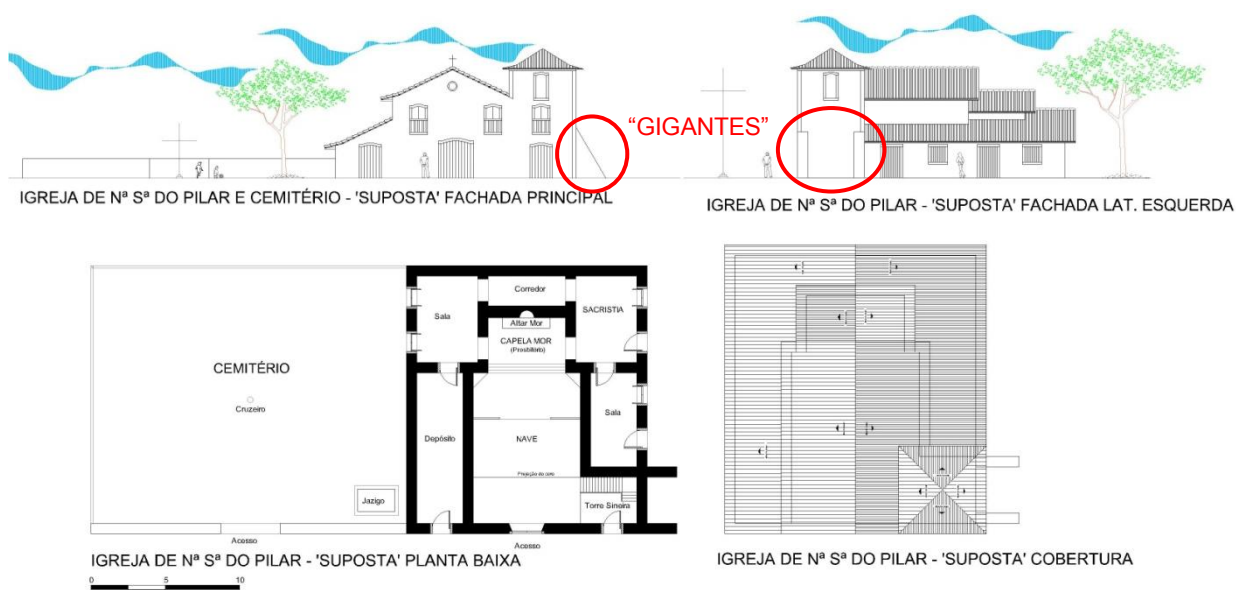 “GIGANTES”
IGREJA DE Nª Sª DO PILAR E CEMITÉRIO - 'SUPOSTA' FACHADA PRINCIPAL
IGREJA DE Nª Sª DO PILAR - 'SUPOSTA' FACHADA LAT. ESQUERDA
Corredor
Sala
SACRISTIA
Altar Mor
CAPELA MOR
(Presbitério)
CEMITÉRIO
Cruzeiro
Sala
Depósito
NAVE
Projeção do coro
Jazigo
Torre Sineira
Acesso
Acesso
IGREJA DE Nª Sª DO PILAR - 'SUPOSTA' PLANTA BAIXA
0 5 10
IGREJA DE Nª Sª DO PILAR - 'SUPOSTA' COBERTURA